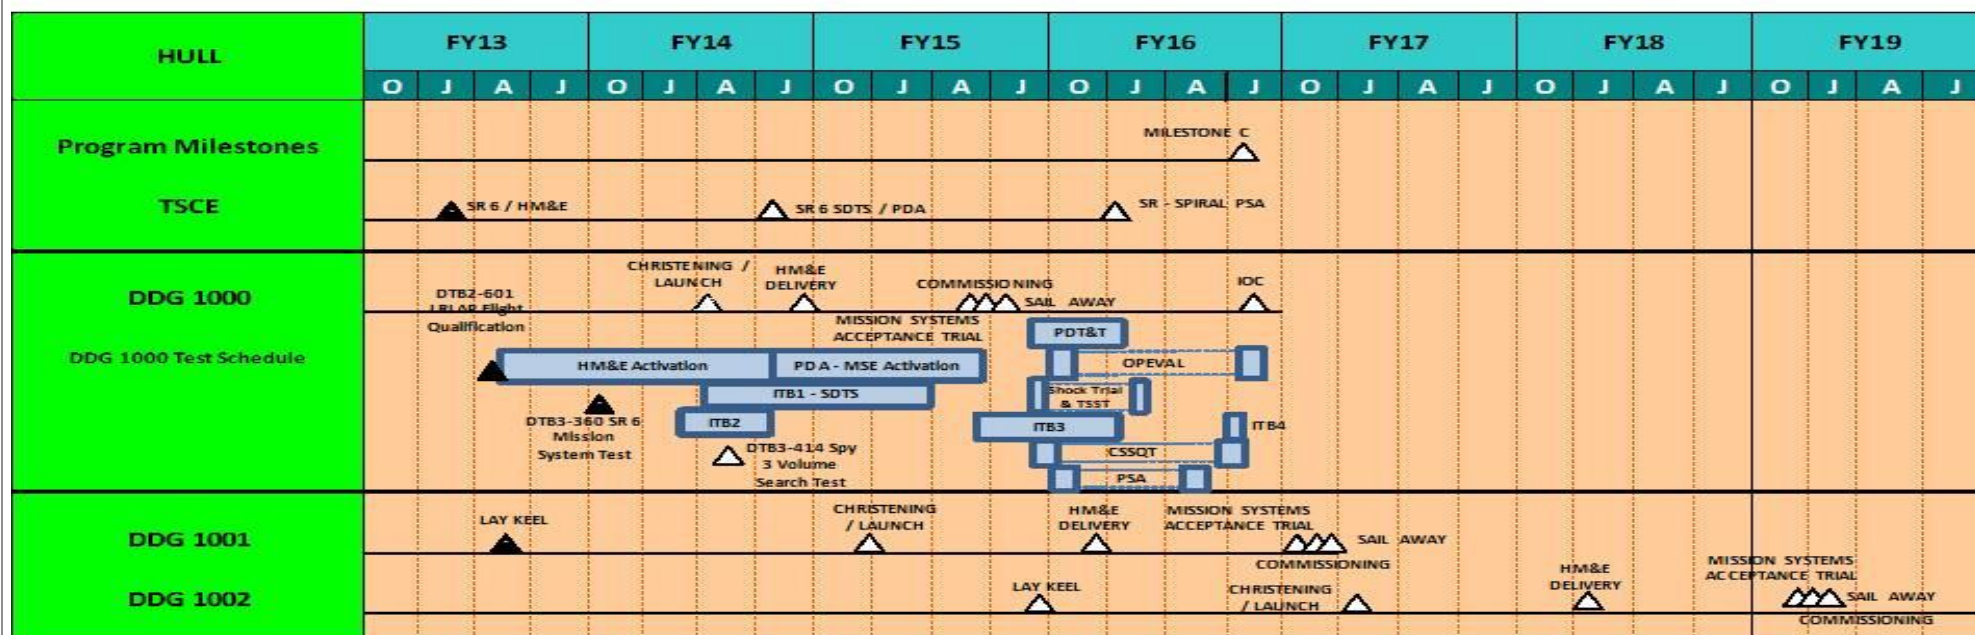 HULL FY13 FY14 FY15 FY16 FY17 FY18 FY19
O J A J O J A J O J A J O J A J O J A J O J A J O J A J
MILESTONE C
Program Milestones
TSCE
SR 6 / HM&E
SR 6 SDTS / PDA
SR - SPIRAL PSA
CHRISTENING /
LAUNCH
HM&E
DELIVERY
COMMISSIONING
SAIL AWAY
IOC
DDG 1000
DTB2-601
Flight
Qualification
MISSION SYSTEMS
ACCEPTANCE TRIAL
PDT&T
DDG 1000 Test Schedule
HM&E Activation
PDA - MSE Activation
OPEVAL
ITB1 - SDTS
Shock Trial
& TSST
DTB3-360 SR 6
Mission
System Test
ITB2
ITB3
ITB4
DTB3-414 Spy
3 Volume
Search Test
CSSQT
PSA
DDG 1001
LAY KEEL
CHRISTENING
/ LAUNCH
HM&E
DELIVERY
MISSION SYSTEMS
ACCEPTANCE TRIAL
SAIL AWAY
COMMISSIONING
DDG 1002
LAY KEEL
CHRISTENING
/ LAUNCH
HM&E
DELIVERY
MISSION SYSTEMS
ACCEPTANCE TRIAL
SAIL AWAY
COMMISSIONING